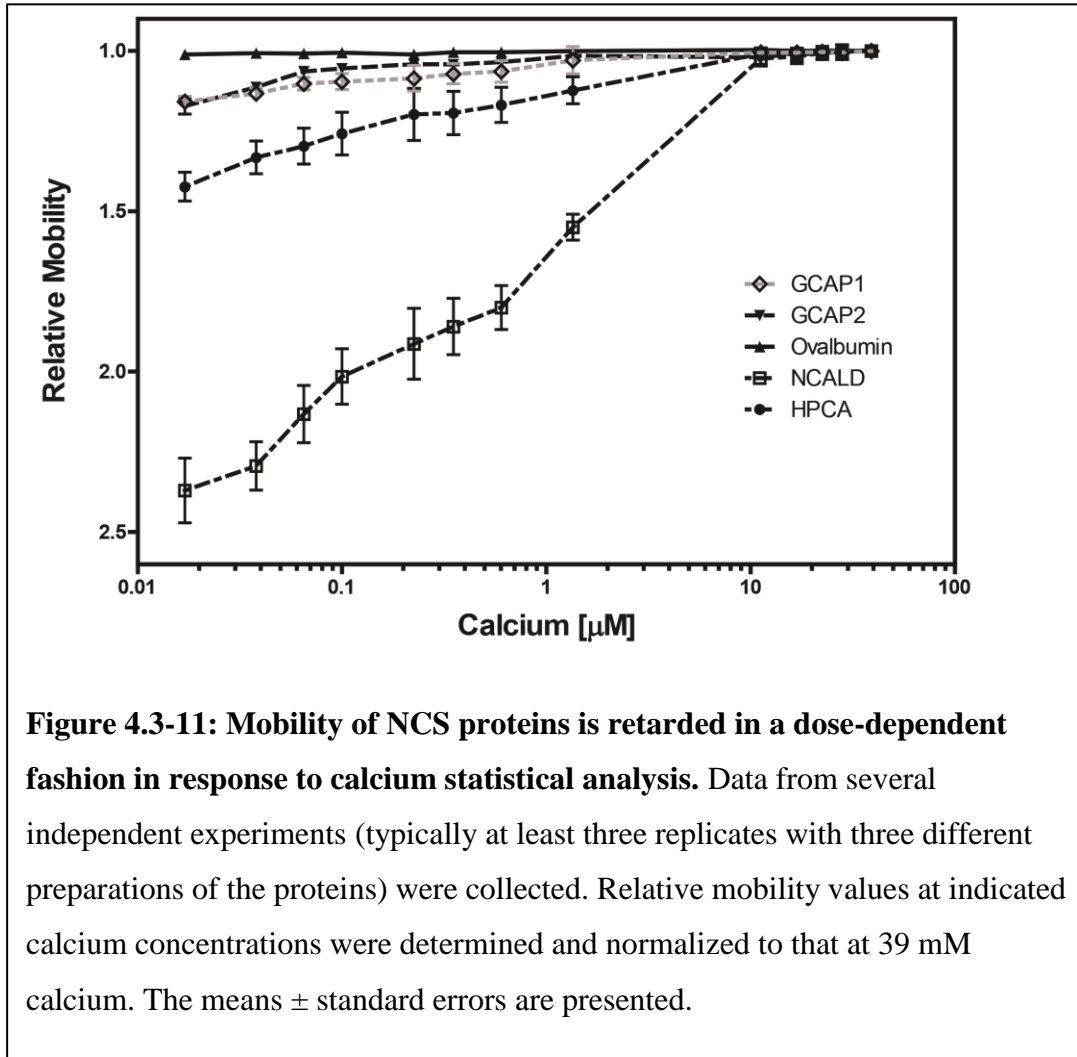 1.0
1.5
2.0
2.5
Relative Mobility
GCAP1
GCAP2
Ovalbumin
NCALD
HPCA
0.01
0.1
1
10
100
Calcium [μM]
Figure 4.3-11: Mobility of NCS proteins is retarded in a dose-dependent
fashion in response to calcium statistical analysis. Data from several
independent experiments (typically at least three replicates with three different
preparations of the proteins) were collected. Relative mobility values at indicated
calcium concentrations were determined and normalized to that at 39 mM
calcium. The means ± standard errors are presented.